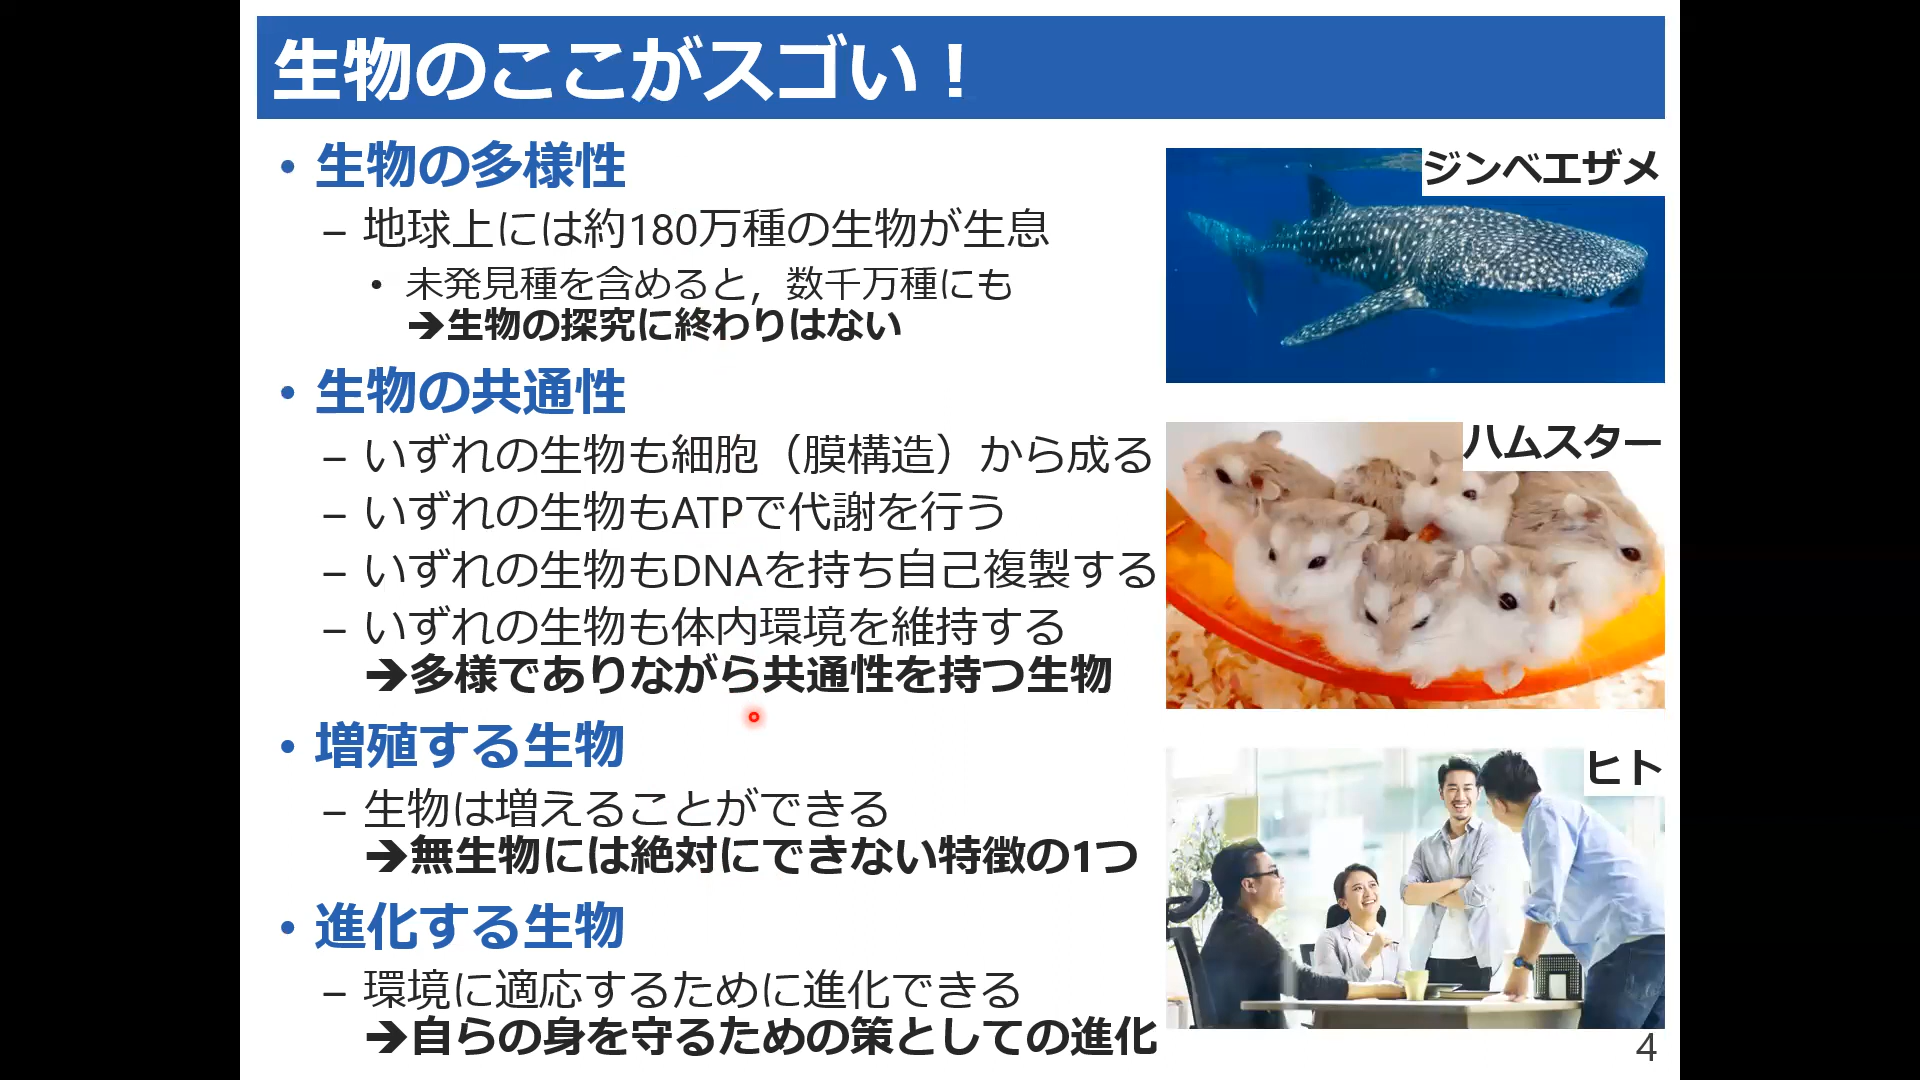 生物のここがスゴい！
• 生物の多様性
– 地球上には約180万種の生物が生息
• 未発見種を含めると，数千万種にも
➔生物の探究に終わりはない
• 生物の共通性
– いずれの生物も細胞（膜構造）から成る
– いずれの生物もATPで代謝を行う
– いずれの生物もDNAを持ち自己複製する
– いずれの生物も体内環境を維持する
➔多様でありながら共通性を持つ生物
• 増殖する生物
– 生物は増えることができる
➔無生物には絶対にできない特徴の1つ
• 進化する生物
– 環境に適応するために進化できる
➔自らの身を守るための策としての進化
ジンベエザメ
ハムスター
ヒト
4